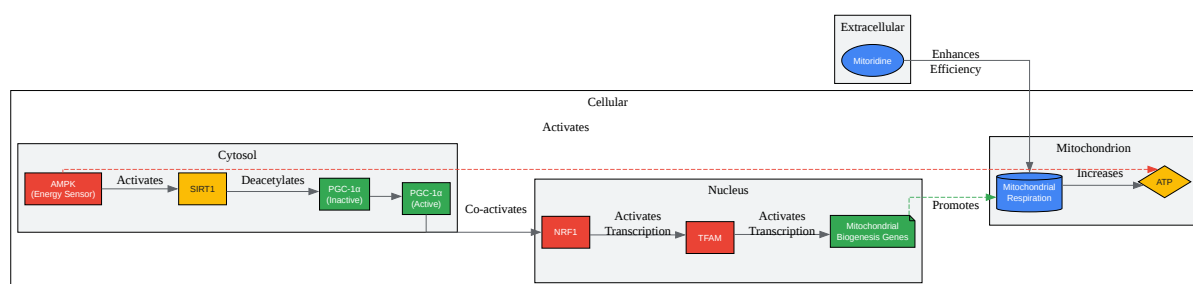 Extracellular
Mitoridine
Enhances
Efficiency
Cellular
Activates
Cytosol
AMPK
(Energy Sensor)
Activates
SIRT1
Deacetylates
PGC-1α
(Inactive)
PGC-1α
(Active)
Co-activates
Nucleus
NRF1
Activates
Transcription
TFAM
Activates
Transcription
Mitochondrial
Biogenesis Genes
Promotes
Mitochondrion
Mitochondrial
Respiration
Increases
ATP